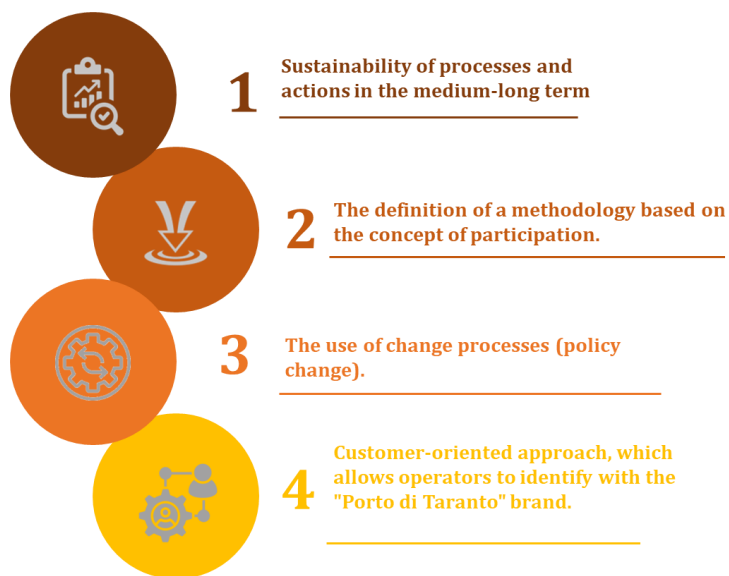 1
Sustainability of processes and
actions in the medium-long term
2
The definition of a methodology based on
the concept of participation.
3
The use of change processes (policy
change).
4
Customer-oriented approach, which
allows operators to identify with the
"Porto di Taranto" brand.